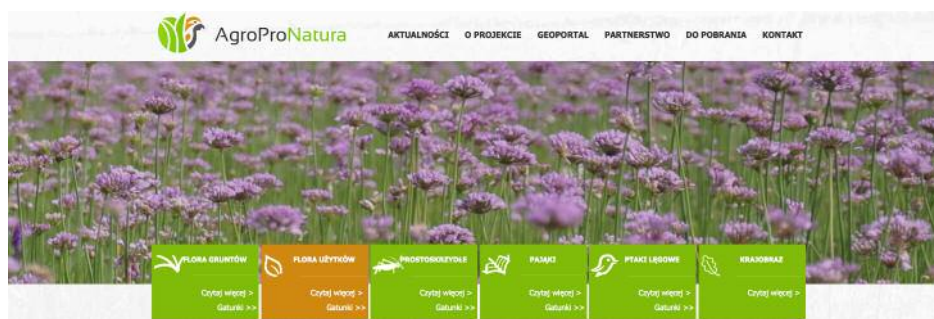 AgroProNatura
AKTUALNOŚCI O PROJEKCIE GEOPORTAL PARTNERSTWO DO POBRANIA KONTAKT
FLORA GRUNTÓW FLORA UŻYTKÓW PROSTOSKRZYDŁE PAJĄKI PTAKI LĘGOWE KRAJOBRAZ
Czytaj więcej > Czytaj więcej > Czytaj więcej > Czytaj więcej > Czytaj więcej > Czytaj więcej >
Gatunki >> Gatunki >> Gatunki >> Gatunki >> Gatunki >>